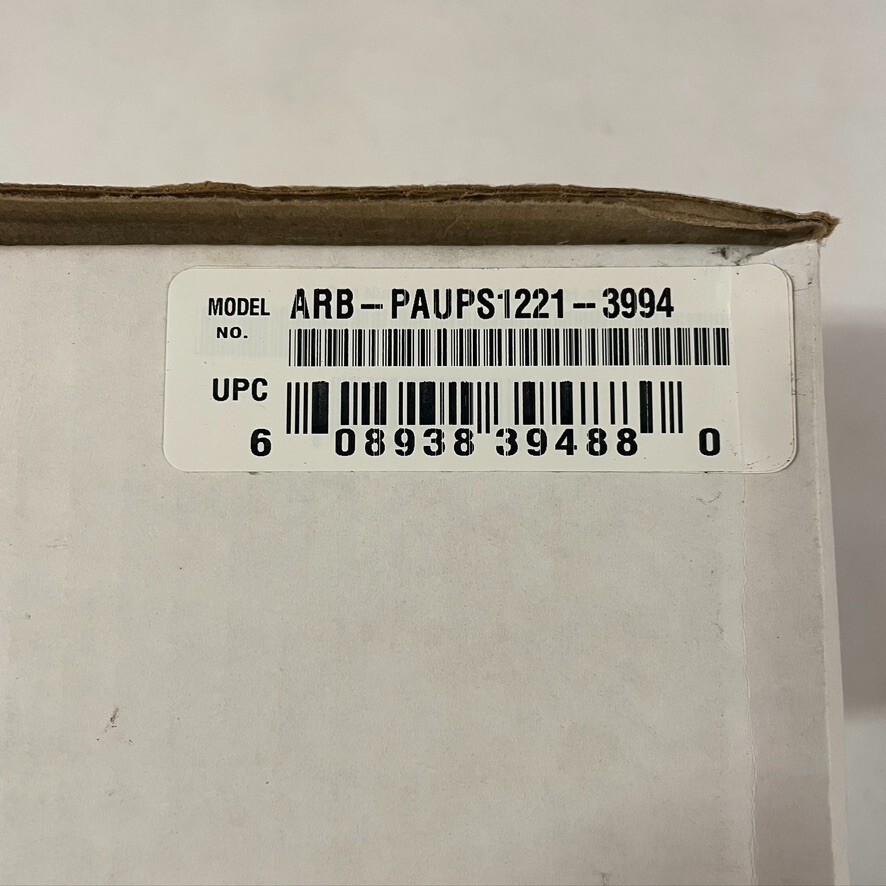 MODEL NO. ARB-PAUPS1221-3994
UPC
6 08938 39488 0